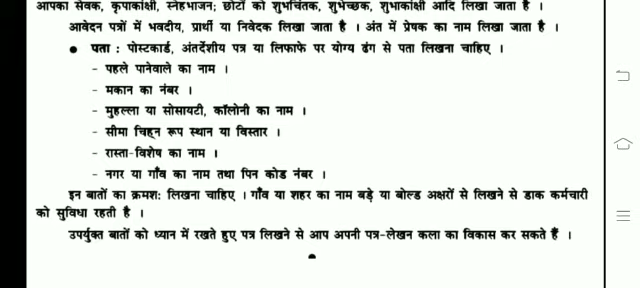 आपका सेवक, कृपाकांक्षी, स्नेहभाजन; छोटों को शुभचिंतक, शुभेच्छक, शुभाकांक्षी आदि लिखा जाता है ।
आवेदन पत्रों में भवदीय, प्रार्थी या निवेदक लिखा जाता है । अंत में प्रेषक का नाम लिखा जाता है ।
● पता : पोस्टकार्ड, अंतर्देशीय पत्र या लिफाफे पर योग्य ढंग से पता लिखना चाहिए ।
– पहले पानेवाले का नाम ।
– मकान का नंबर ।
– मुहल्ला या सोसायटी, कॉलोनी का नाम ।
– सीमा चिह्न रूप स्थान या विस्तार ।
– रास्ता-विशेष का नाम ।
– नगर या गाँव का नाम तथा पिन कोड नंबर ।
इन बातों का क्रमश: लिखना चाहिए । गाँव या शहर का नाम बड़े या बोल्ड अक्षरों से लिखने से डाक कर्मचारी
को सुविधा रहती है ।
उपर्युक्त बातों को ध्यान में रखते हुए पत्र लिखने से आप अपनी पत्र-लेखन कला का विकास कर सकते हैं ।